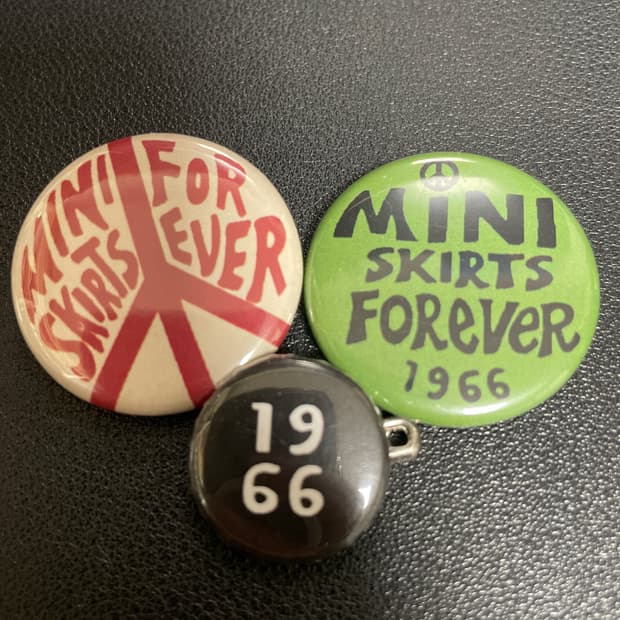 MINI
SKIRTS
FOR
EVER
MiNi
SKIRTS
FOReVeR
1966
19
66